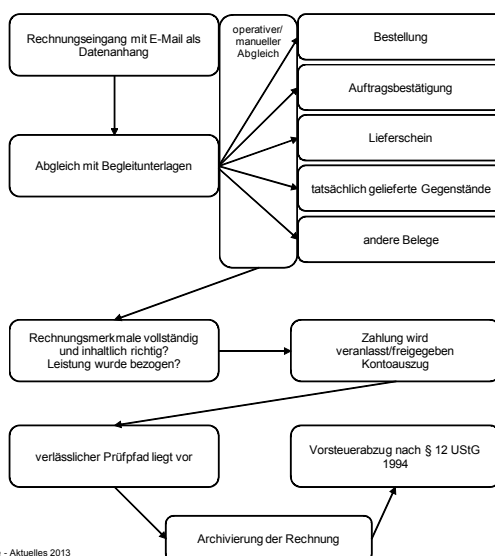 Rechnungseingang mit E-Mail als
Datenanhang
operativer/
manueller
Abgleich
Bestellung
Auftragsbestätigung
Abgleich mit Begleitunterlagen
Lieferschein
tatsächlich gelieferte Gegenstände
andere Belege
Rechnungsmerkmale vollständig
und inhaltlich richtig?
Leistung wurde bezogen?
Zahlung wird
veranlasst/freigegeben
Kontoauszug
verlässlicher Prüfpfad liegt vor
Vorsteuerabzug nach § 12 UStG
1994
Archivierung der Rechnung
- Aktuelles 2013